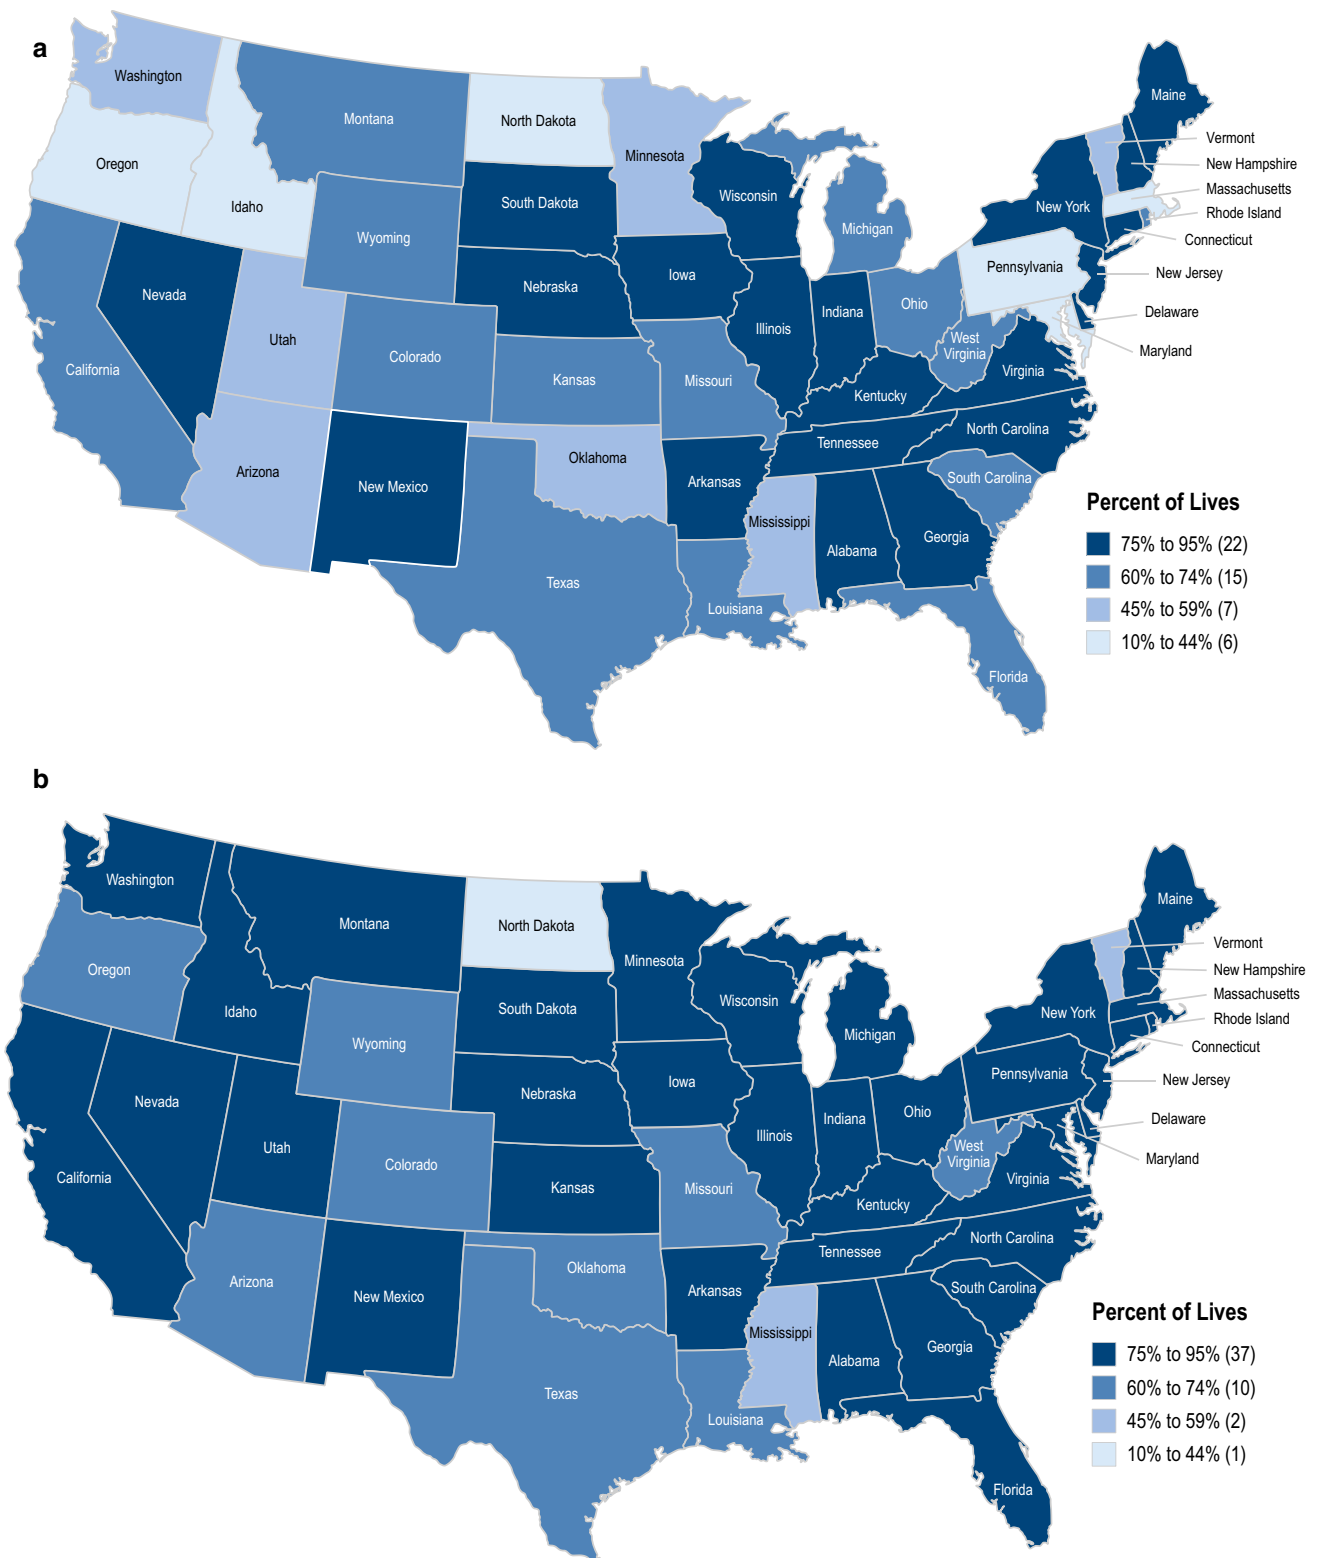 a
Washington
Montana
North Dakota
Minnesota
Maine
Oregon
Idaho
South Dakota
Wisconsin
Vermont
New Hampshire
Massachusetts
New York
Rhode Island
Wyoming
Michigan
Connecticut
Nevada
Nebraska
Iowa
Pennsylvania
New Jersey
Utah
Illinois
Indiana
Ohio
Delaware
California
Colorado
Kansas
Missouri
West
Virginia
Maryland
Virginia
Kentucky
North Carolina
Tennessee
Arizona
New Mexico
Oklahoma
Arkansas
South Carolina
Mississippi
Alabama
Georgia
Texas
Louisiana
Florida
Percent of Lives
75% to 95% (22)
60% to 74% (15)
45% to 59% (7)
10% to 44% (6)
b
Washington
Montana
North Dakota
Minnesota
Maine
Oregon
Idaho
South Dakota
Wisconsin
Vermont
New Hampshire
Massachusetts
New York
Rhode Island
Wyoming
Michigan
Connecticut
Nevada
Nebraska
Iowa
Pennsylvania
New Jersey
Utah
Illinois
Indiana
Ohio
Delaware
California
Colorado
Kansas
Missouri
West
Virginia
Maryland
Virginia
Kentucky
North Carolina
Tennessee
Arizona
New Mexico
Oklahoma
Arkansas
South Carolina
Mississippi
Alabama
Georgia
Texas
Louisiana
Florida
Percent of Lives
75% to 95% (37)
60% to 74% (10)
45% to 59% (2)
10% to 44% (1)